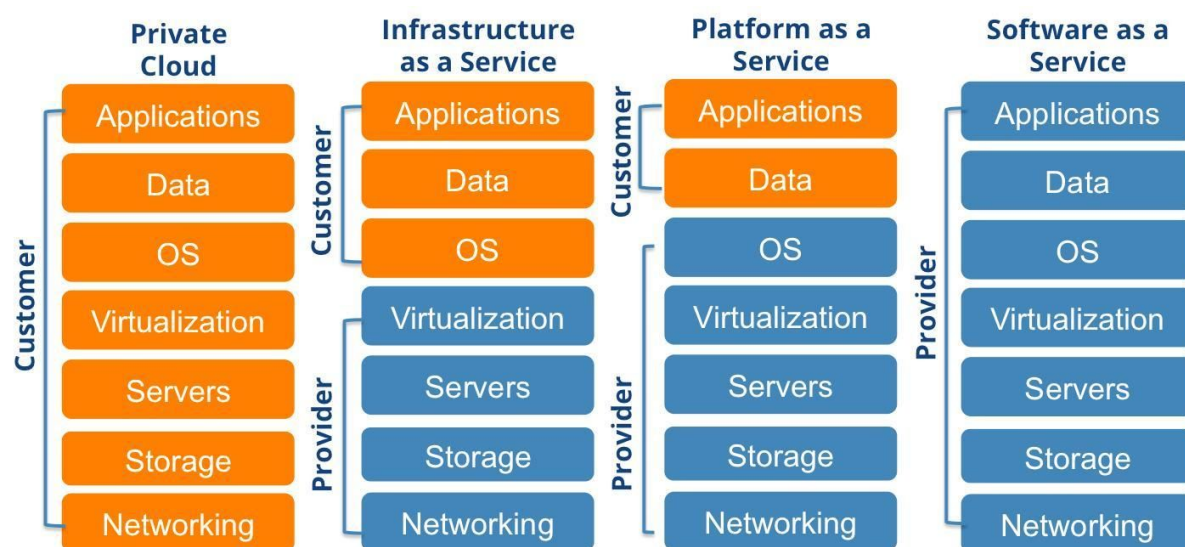 Private
Cloud
Customer
Applications
Data
OS
Virtualization
Servers
Storage
Networking
Infrastructure
as a Service
Customer
Provider
Applications
Data
OS
Virtualization
Servers
Storage
Networking
Platform as a
Service
Customer
Provider
Applications
Data
OS
Virtualization
Servers
Storage
Networking
Software as a
Service
Provider
Applications
Data
OS
Virtualization
Servers
Storage
Networking